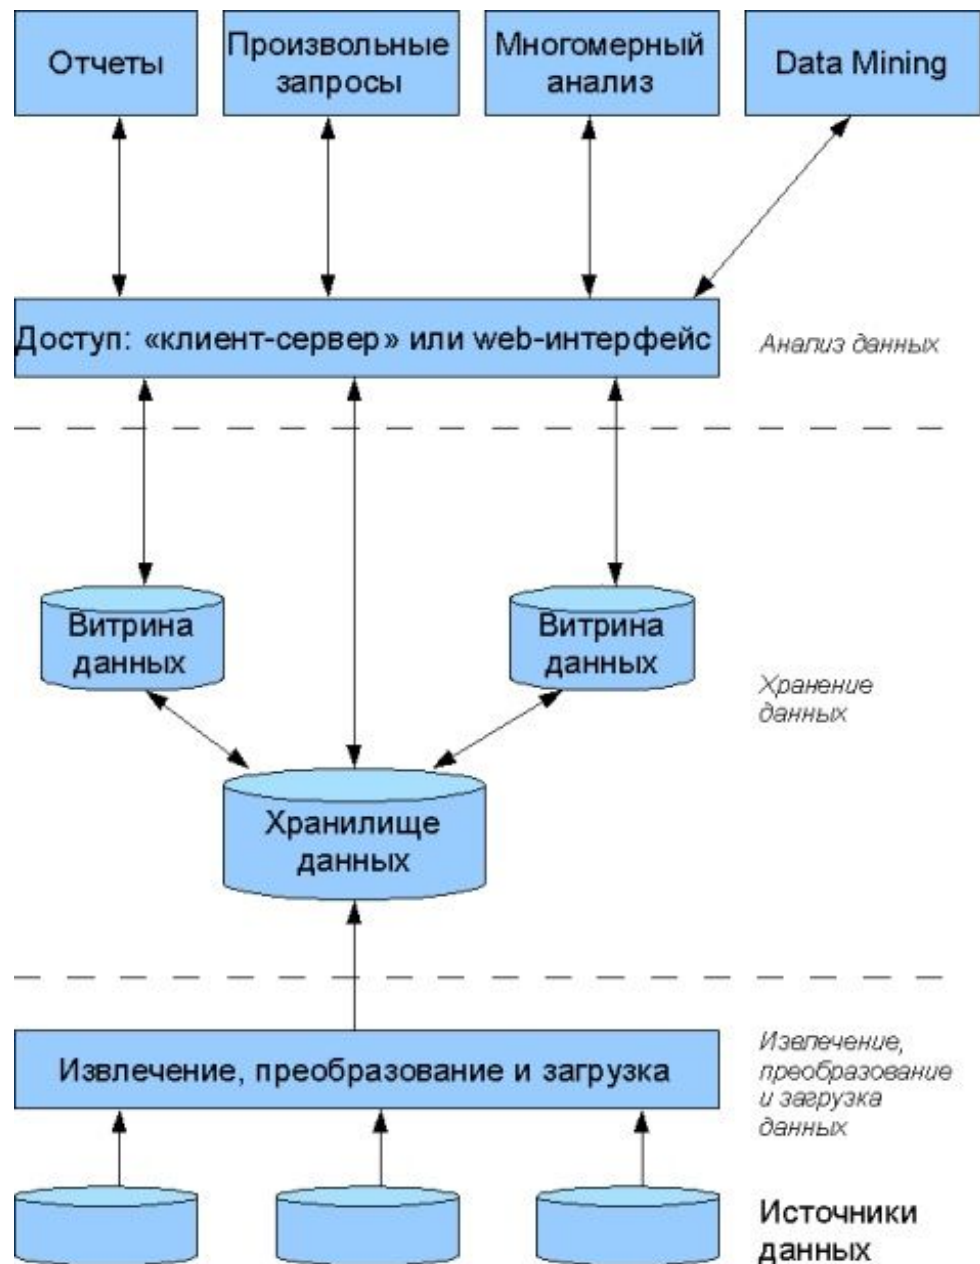 Отчеты
Произвольные
запросы
Многомерный
анализ
Data Mining
Доступ: «клиент-сервер» или web-интерфейс
Анализ данных
Витрина
данных
Витрина
данных
Хранение
данных
Хранилище
данных
Извлечение, преобразование и загрузка
Извлечение,
преобразование
и загрузка
данных
Источники
данных